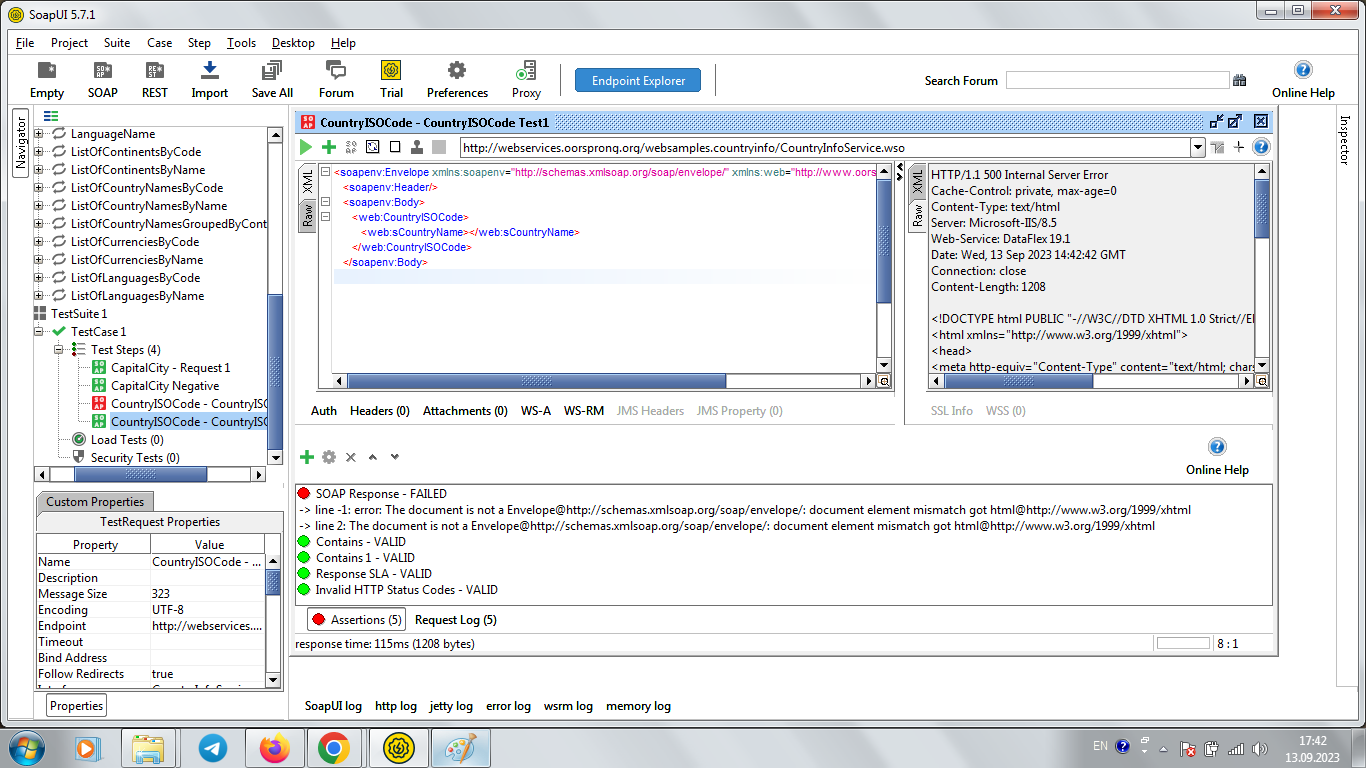 SoapUI 5.7.1
File Project Suite Case Step Tools Desktop Help
Empty SOAP REST Import Save All Forum Trial Preferences Proxy Endpoint Explorer Search Forum Online Help
Navigator
LanguageName
ListOfContinentsByCode
ListOfContinentsByName
ListOfCountryNamesByCode
ListOfCountryNamesByName
ListOfCountryNamesGroupedByCont
ListOfCurrenciesByCode
ListOfCurrenciesByName
ListOfLanguagesByCode
ListOfLanguagesByName
TestSuite 1
TestCase 1
Test Steps (4)
CapitalCity - Request 1
CapitalCity Negative
CountryISOCode - CountryISO
CountryISOCode - CountryISO
Load Tests (0)
Security Tests (0)
Custom Properties
TestRequest Properties
Property Value
Name CountryISOCode - ...
Description
Message Size 323
Encoding UTF-8
Endpoint http://webservices....
Timeout
Bind Address
Follow Redirects true
Properties
CountryISOCode - CountryISOCode Test1
http://webservices.oorsprong.org/websamples.countryinfo/CountryInfoService.wso
XML
Raw
<soapenv:Envelope xmlns:soapenv="http://schemas.xmlsoap.org/soap/envelope/" xmlns:web="http://www.oors
<soapenv:Header/>
<soapenv:Body>
<web:CountryISOCode>
<web:sCountryName></web:sCountryName>
</web:CountryISOCode>
</soapenv:Body>
Auth Headers (0) Attachments (0) WS-A WS-RM JMS Headers JMS Property (0)
XML
Raw
HTTP/1.1 500 Internal Server Error
Cache-Control: private, max-age=0
Content-Type: text/html
Server: Microsoft-IIS/8.5
Web-Service: DataFlex 19.1
Date: Wed, 13 Sep 2023 14:42:42 GMT
Connection: close
Content-Length: 1208
<!DOCTYPE html PUBLIC "-//W3C//DTD XHTML 1.0 Strict//E
<html xmlns="http://www.w3.org/1999/xhtml">
<head>
<meta http-equiv="Content-Type" content="text/html; chars
SSL Info WSS (0)
Online Help
SOAP Response - FAILED
-> line -1: error: The document is not a Envelope@http://schemas.xmlsoap.org/soap/envelope/: document element mismatch got html@http://www.w3.org/1999/xhtml
-> line 2: The document is not a Envelope@http://schemas.xmlsoap.org/soap/envelope/: document element mismatch got html@http://www.w3.org/1999/xhtml
Contains - VALID
Contains 1 - VALID
Response SLA - VALID
Invalid HTTP Status Codes - VALID
Assertions (5) Request Log (5)
response time: 115ms (1208 bytes) 8 : 1
Inspector
SoapUI log http log jetty log error log wsrm log memory log
EN 17:42
13.09.2023